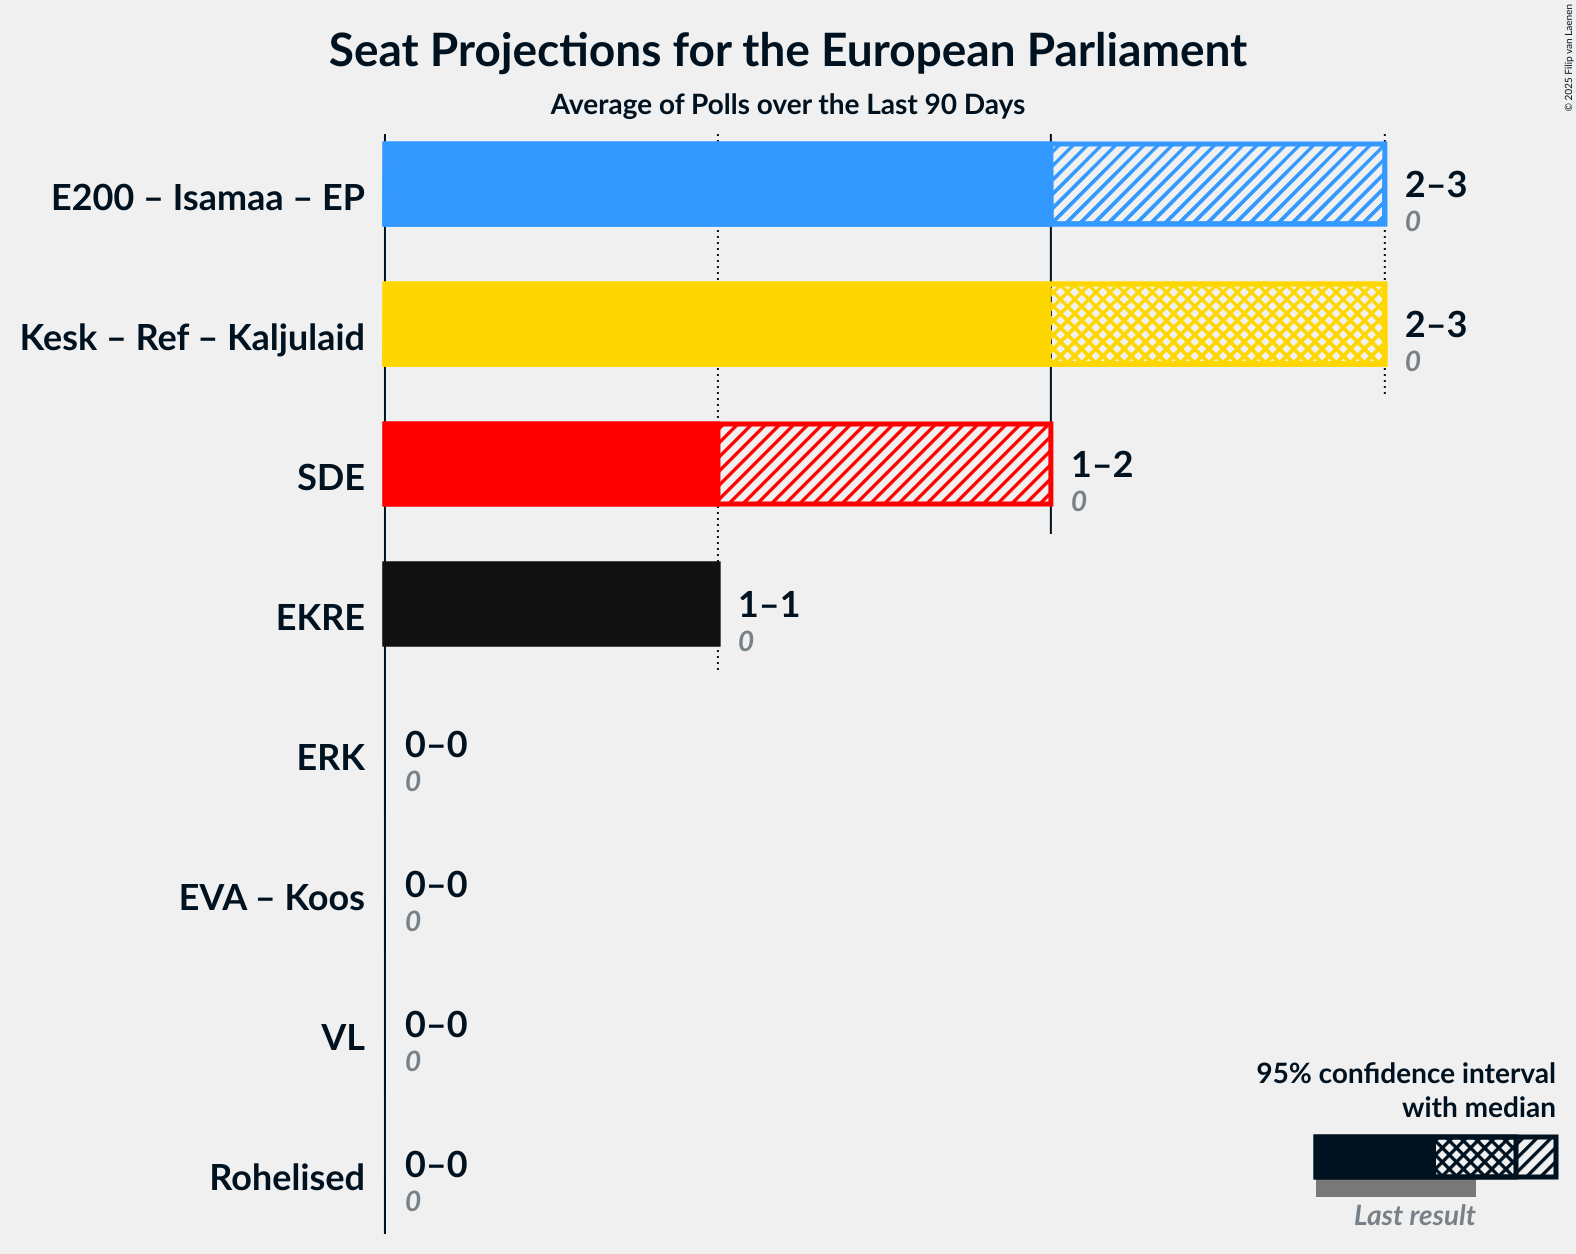 Seat Projections for the European Parliament
Average of Polls over the Last 90 Days
© 2025 Filip van Laenen
E200 – Isamaa – EP
2–3
0
Kesk – Ref – Kaljulaid
2–3
0
SDE
1–2
0
EKRE
1–1
0
ERK
0–0
0
EVA – Koos
0–0
0
VL
0–0
0
Rohelised
0–0
0
95% confidence interval
with median
Last result